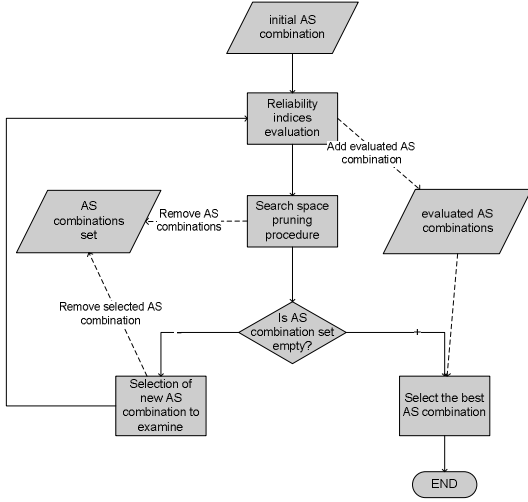 initial AS
combination
Reliability
indices
evaluation
Add evaluated AS
combination
AS
combinations
set
Remove AS
combinations
Search space
pruning
procedure
evaluated AS
combinations
Remove selected AS
combination
Is AS
combination set
empty?
-
+
Selection of
new AS
combination to
examine
Select the best
AS combination
END